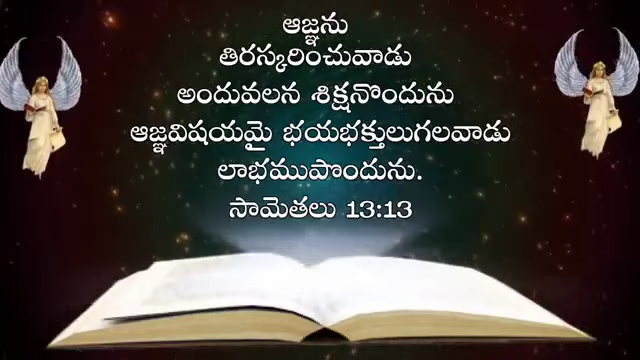 ఆజ్ఞను
తిరస్కరించువాడు
అందువలన శిక్షనొందును
ఆజ్ఞవిషయమై భయభక్తులుగలవాడు
లాభముపొందును.
సామెతలు 13:13